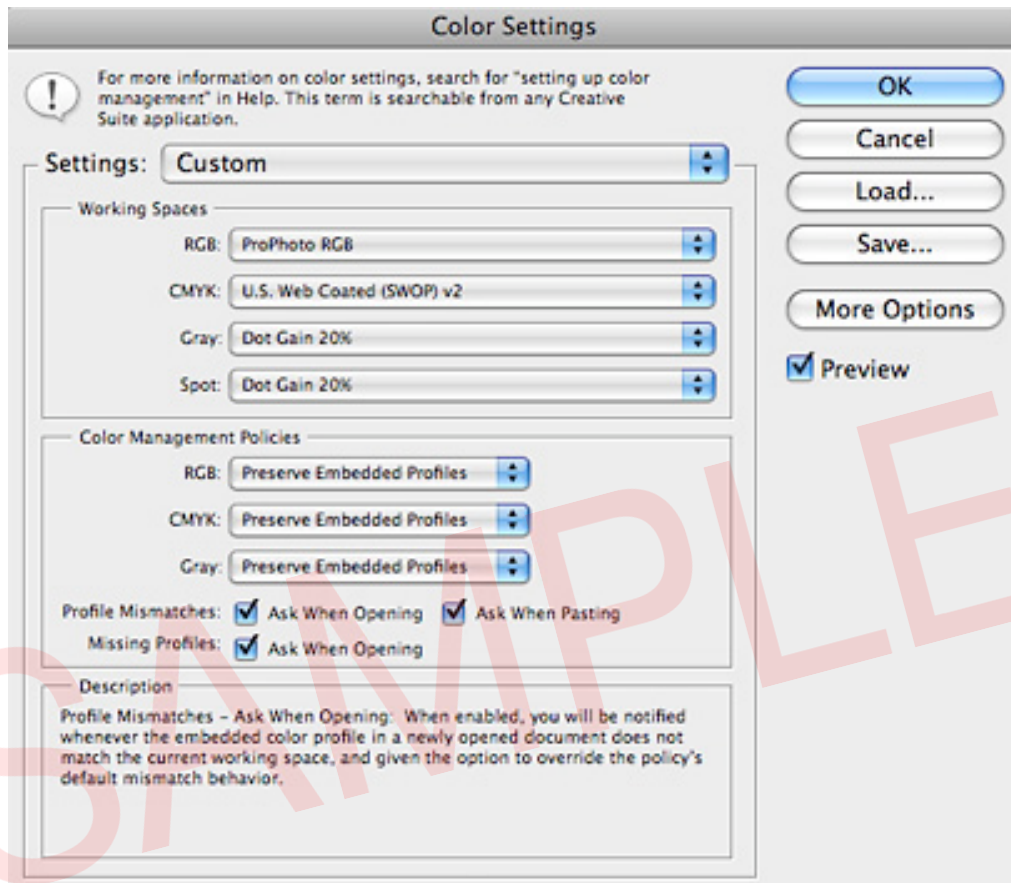 Color Settings
For more information on color settings, search for "setting up color
management" in Help. This term is searchable from any Creative
Suite application.
OK
Cancel
Load...
Save...
More Options
Preview
Settings: Custom
Working Spaces
RGB: ProPhoto RGB
CMYK: U.S. Web Coated (SWOP) v2
Gray: Dot Gain 20%
Spot: Dot Gain 20%
Color Management Policies
RGB: Preserve Embedded Profiles
CMYK: Preserve Embedded Profiles
Gray: Preserve Embedded Profiles
Profile Mismatches: Ask When Opening Ask When Pasting
Missing Profiles: Ask When Opening
Description
Profile Mismatches – Ask When Opening: When enabled, you will be notified
whenever the embedded color profile in a newly opened document does not
match the current working space, and given the option to override the policy's
default mismatch behavior.
SAMPLE